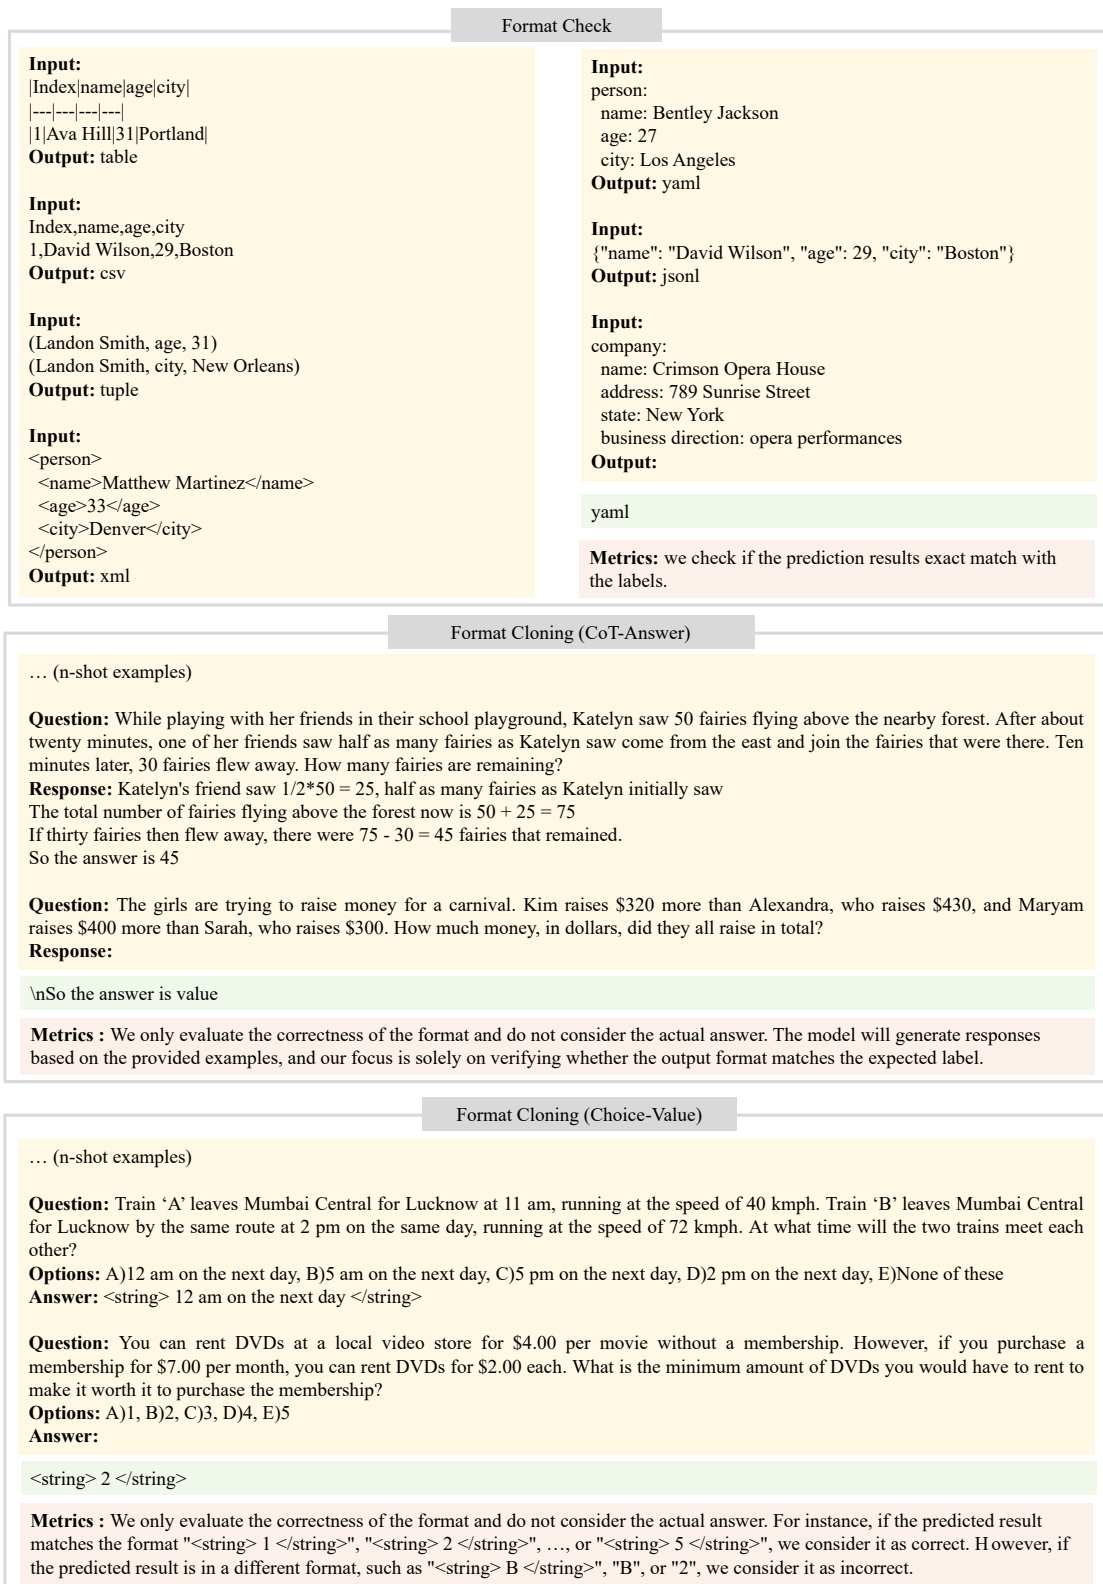 Format Check
Input:
|Index|name|age|city|
|---|---|---|---|
|1|Ava Hill|31|Portland|
Output: table
Input:
Index,name,age,city
1,David Wilson,29,Boston
Output: csv
Input:
(Landon Smith, age, 31)
(Landon Smith, city, New Orleans)
Output: tuple
Input:
<person>
<name>Matthew Martinez</name>
<age>33</age>
<city>Denver</city>
</person>
Output: xml
Input:
person:
name: Bentley Jackson
age: 27
city: Los Angeles
Output: yaml
Input:
{"name": "David Wilson", "age": 29, "city": "Boston"}
Output: jsonl
Input:
company:
name: Crimson Opera House
address: 789 Sunrise Street
state: New York
business direction: opera performances
Output:
yaml
Metrics: we check if the prediction results exact match with
the labels.
Format Cloning (CoT-Answer)
… (n-shot examples)
Question: While playing with her friends in their school playground, Katelyn saw 50 fairies flying above the nearby forest. After about
twenty minutes, one of her friends saw half as many fairies as Katelyn saw come from the east and join the fairies that were there. Ten
minutes later, 30 fairies flew away. How many fairies are remaining?
Response: Katelyn's friend saw 1/2*50 = 25, half as many fairies as Katelyn initially saw
The total number of fairies flying above the forest now is 50 + 25 = 75
If thirty fairies then flew away, there were 75 - 30 = 45 fairies that remained.
So the answer is 45
Question: The girls are trying to raise money for a carnival. Kim raises $320 more than Alexandra, who raises $430, and Maryam
raises $400 more than Sarah, who raises $300. How much money, in dollars, did they all raise in total?
Response:
\nSo the answer is value
Metrics : We only evaluate the correctness of the format and do not consider the actual answer. The model will generate responses
based on the provided examples, and our focus is solely on verifying whether the output format matches the expected label.
Format Cloning (Choice-Value)
… (n-shot examples)
Question: Train ‘A’ leaves Mumbai Central for Lucknow at 11 am, running at the speed of 40 kmph. Train ‘B’ leaves Mumbai Central
for Lucknow by the same route at 2 pm on the same day, running at the speed of 72 kmph. At what time will the two trains meet each
other?
Options: A)12 am on the next day, B)5 am on the next day, C)5 pm on the next day, D)2 pm on the next day, E)None of these
Answer: <string> 12 am on the next day </string>
Question: You can rent DVDs at a local video store for $4.00 per movie without a membership. However, if you purchase a
membership for $7.00 per month, you can rent DVDs for $2.00 each. What is the minimum amount of DVDs you would have to rent to
make it worth it to purchase the membership?
Options: A)1, B)2, C)3, D)4, E)5
Answer:
<string> 2 </string>
Metrics : We only evaluate the correctness of the format and do not consider the actual answer. For instance, if the predicted result
matches the format "<string> 1 </string>", "<string> 2 </string>", …, or "<string> 5 </string>", we consider it as correct. However, if
the predicted result is in a different format, such as "<string> B </string>", "B", or "2", we consider it as incorrect.